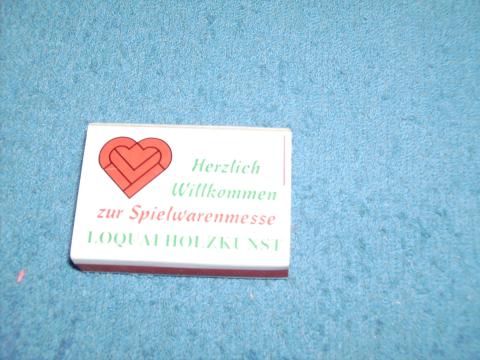 Herzlich
Willkommen
zur Spielwarenmesse
LOQUAI HOLZKUNST